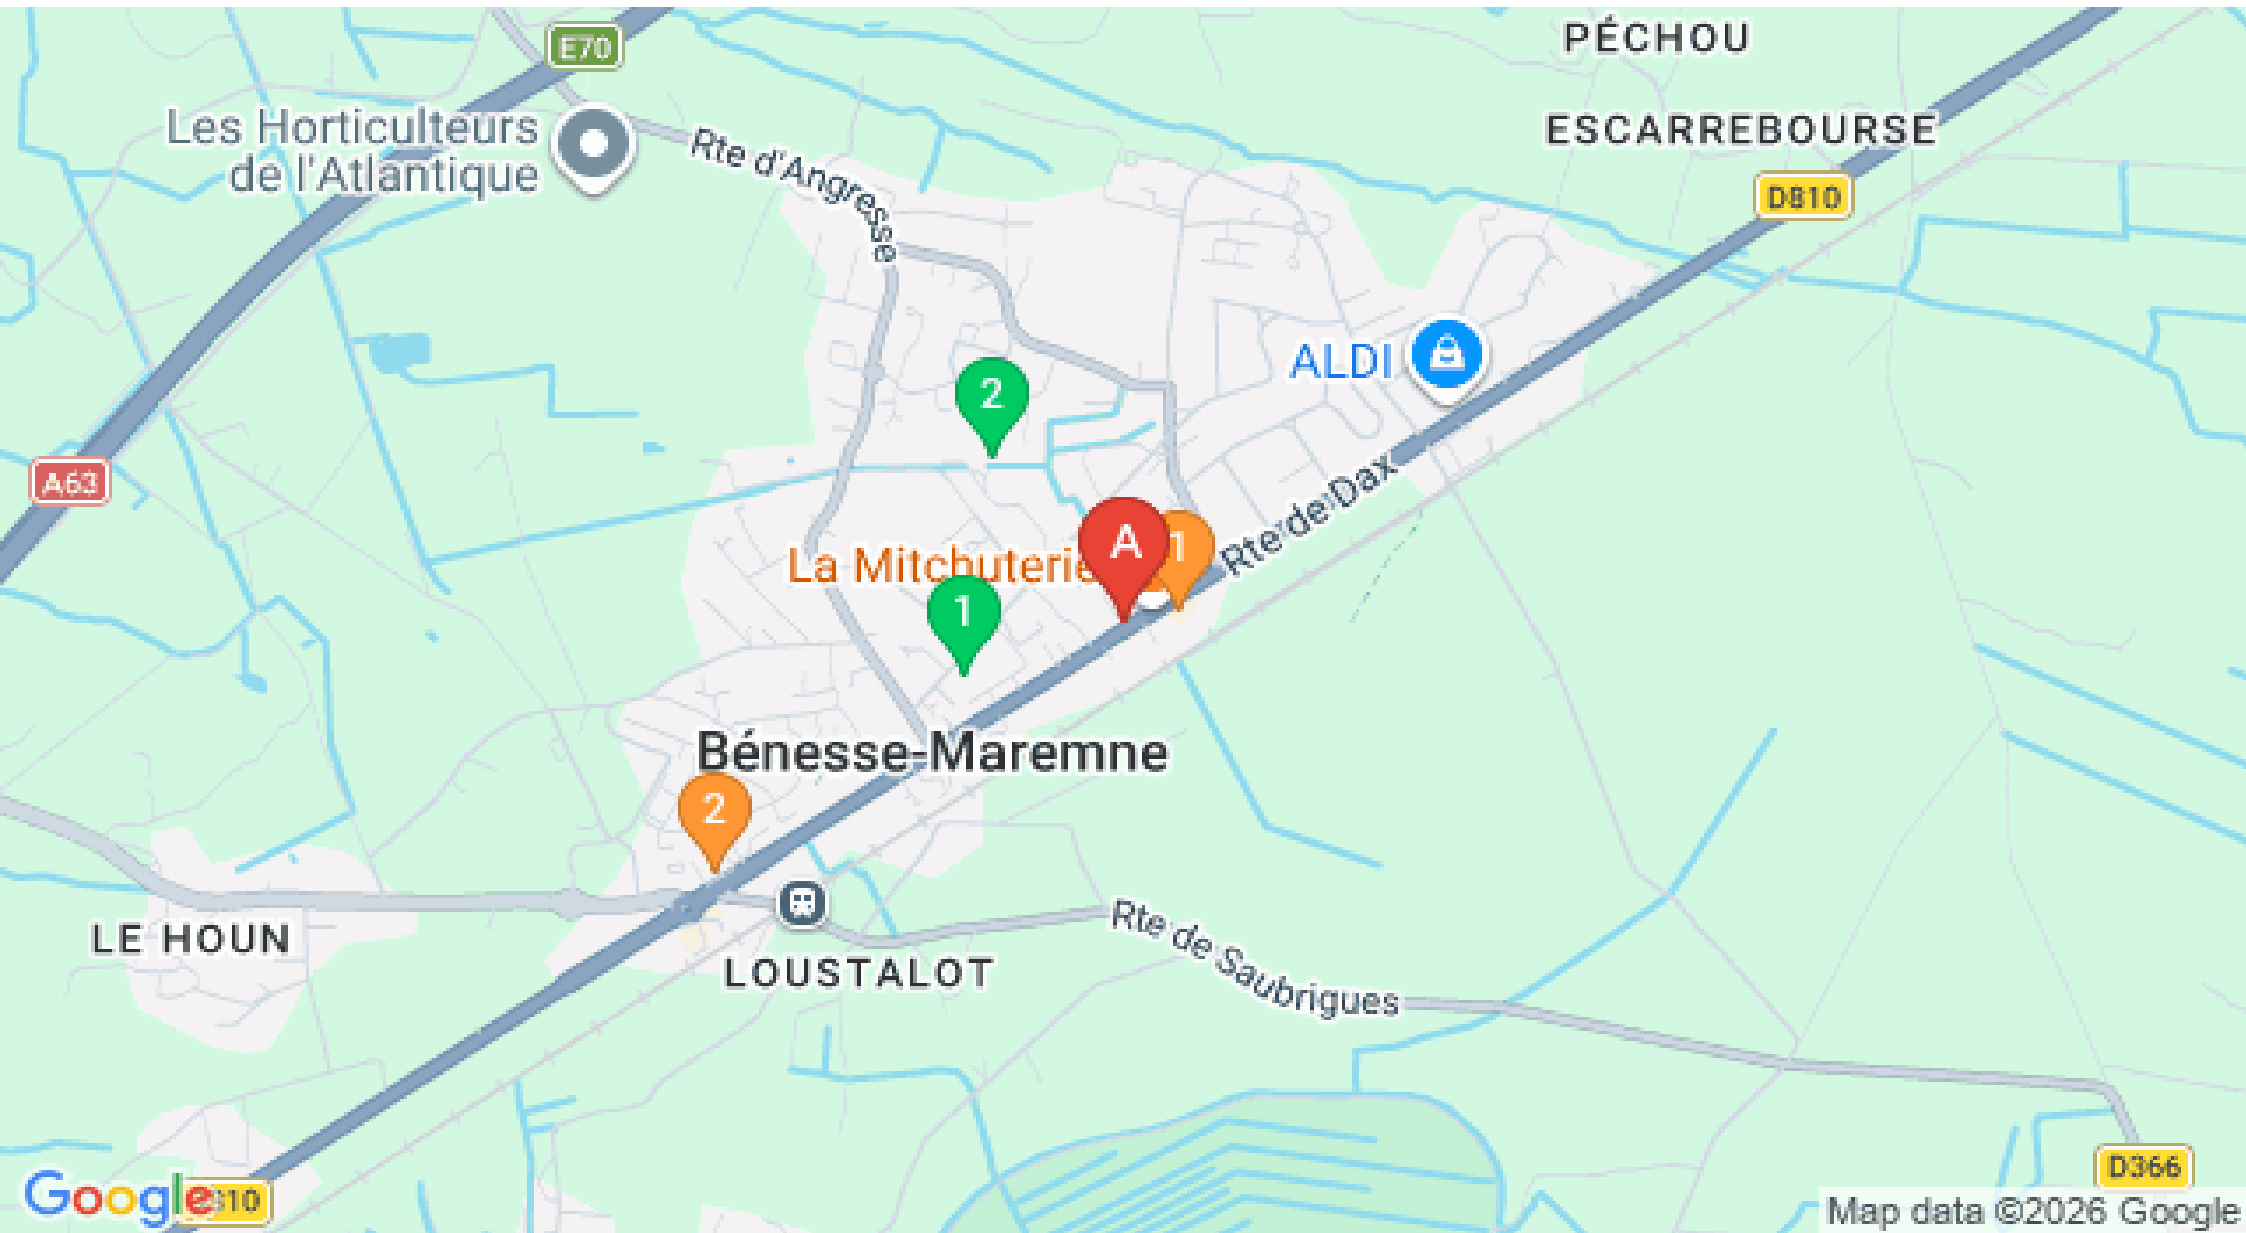 PÉCHOU
E70
Les Horticulteurs
de l'Atlantique
Rte d'Angresse
ESCARREBOURSE
D810
ALDI
2
A63
Rte de Dax
La Mitchuterie
A
1
1
Bénesse-Maremne
2
LE HOUN
LOUSTALOT
Rte de Saubrigues
D366
Google
810
Map data ©2026 Google